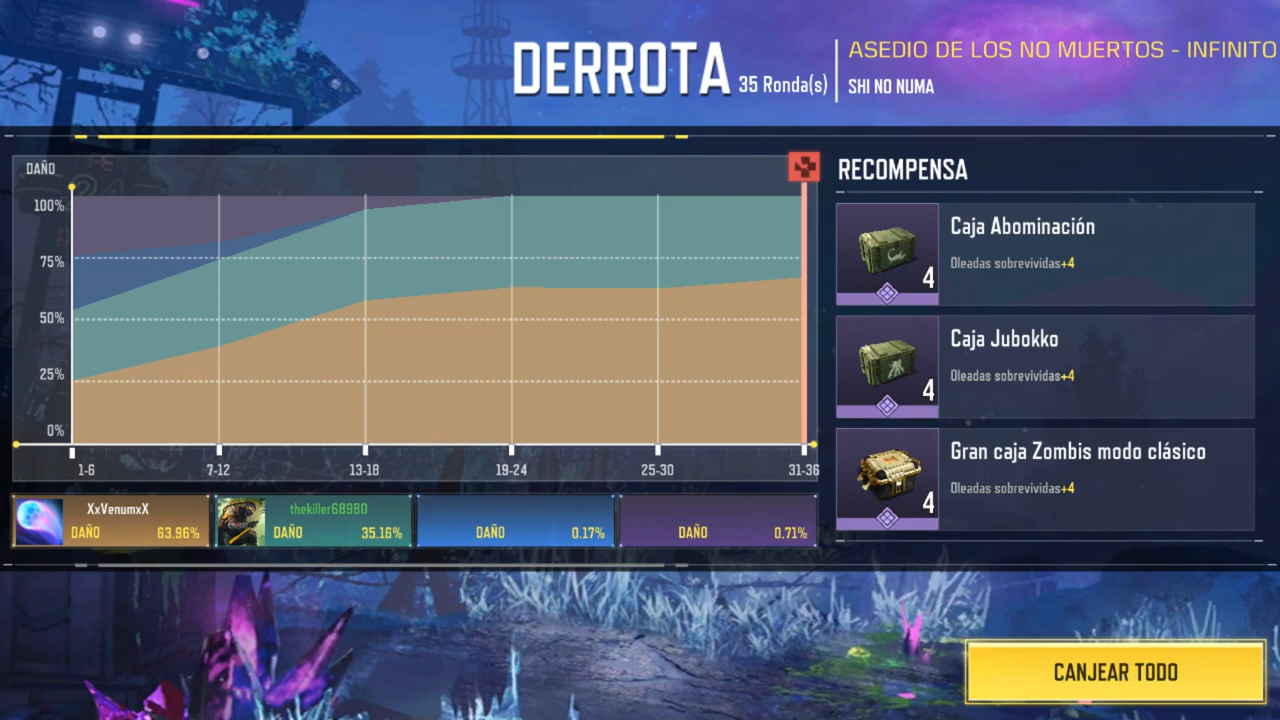 DERROTA 35 Ronda(s)
ASEDIO DE LOS NO MUERTOS - INFINITO
SHI NO NUMA
DAÑO
100%
75%
50%
25%
0%
1-6 7-12 13-18 19-24 25-30 31-36
XxVenumxX
DAÑO 63.96%
thekiller68980
DAÑO 35.16%
DAÑO 0.17%
DAÑO 0.71%
RECOMPENSA
Caja Abominación
Oleadas sobrevividas+4
4
Caja Jubokko
Oleadas sobrevividas+4
4
Gran caja Zombis modo clásico
Oleadas sobrevividas+4
4
CANJEAR TODO